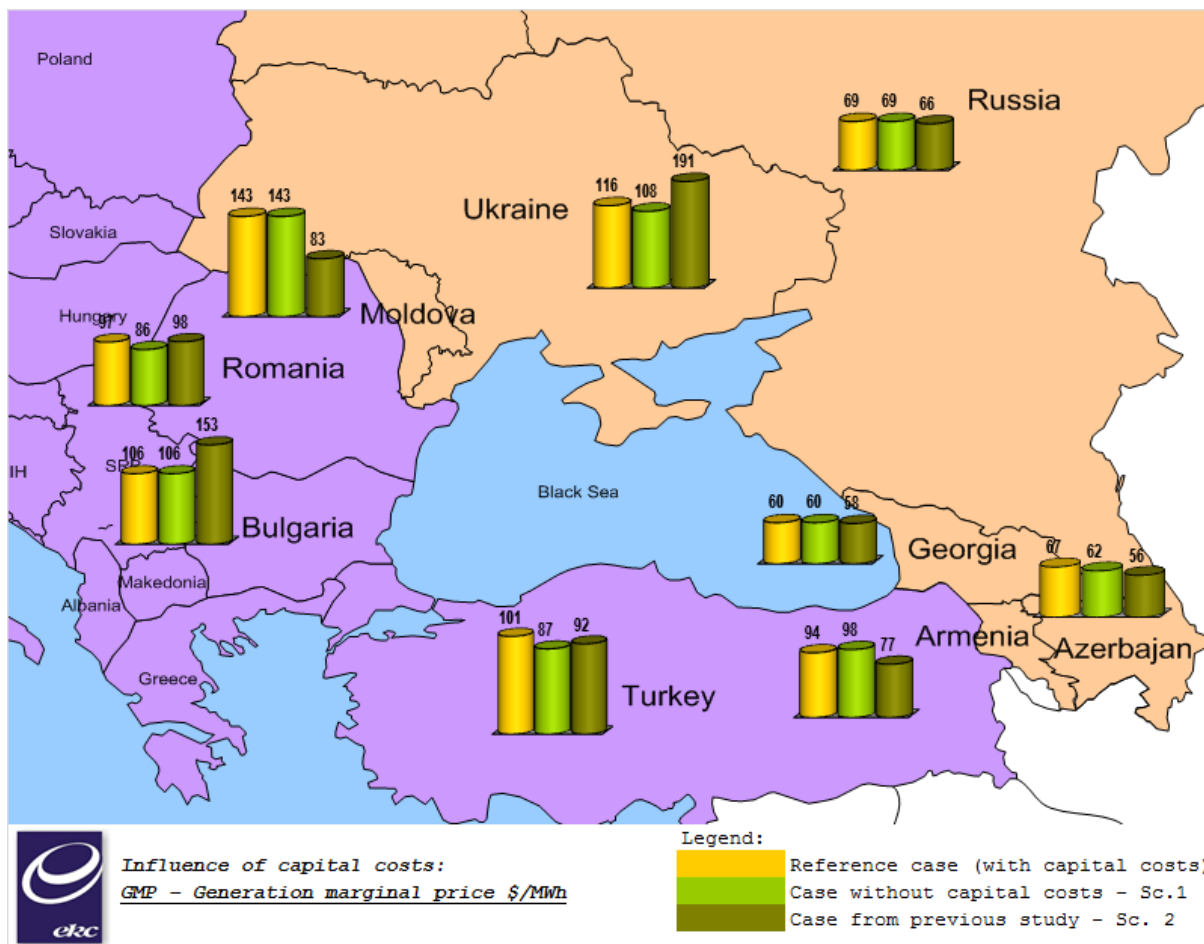 Poland
Russia
69 69 66
Ukraine
116 108 191
Slovakia
143 143 83
Moldova
Hungary
97 86 98
Romania
153
106 106
SRB
IH
Bulgaria
Black Sea
60 60 58
Georgia
67 62 56
Makedonia
Albania
Armenia
Azerbajan
101 87 92
94 98 77
Greece
Turkey
Legend:
Influence of capital costs:
Reference case (with capital costs)
GMP - Generation marginal price $/MWh
Case without capital costs - Sc.1
Case from previous study - Sc. 2
ekc